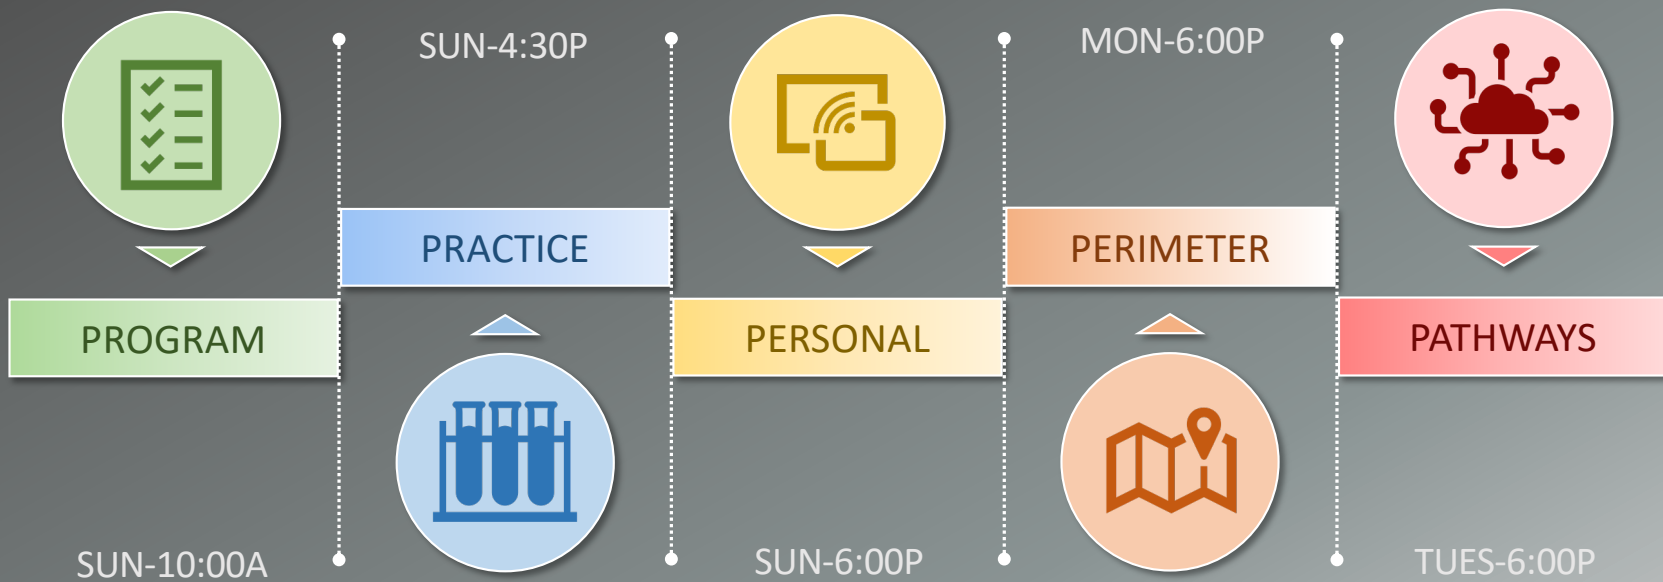 SUN-4:30P
MON-6:00P
PRACTICE
PERIMETER
PROGRAM
PERSONAL
PATHWAYS
SUN-10:00A
SUN-6:00P
TUES-6:00P